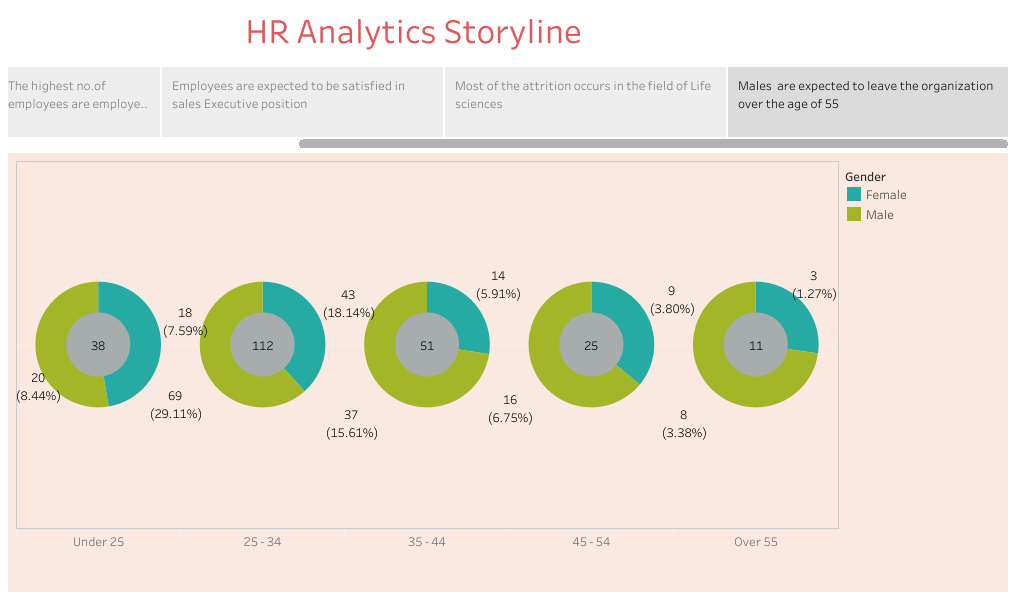 HR Analytics Storyline
The highest no.of
employees are employe..
Employees are expected to be satisfied in
sales Executive position
Most of the attrition occurs in the field of Life
sciences
Males  are expected to leave the organization
over the age of 55
Gender
Female
Male
38
18
(7.59%)
20
(8.44%)
112
43
(18.14%)
69
(29.11%)
51
14
(5.91%)
37
(15.61%)
25
9
(3.80%)
16
(6.75%)
11
3
(1.27%)
8
(3.38%)
Under 25
25 - 34
35 - 44
45 - 54
Over 55